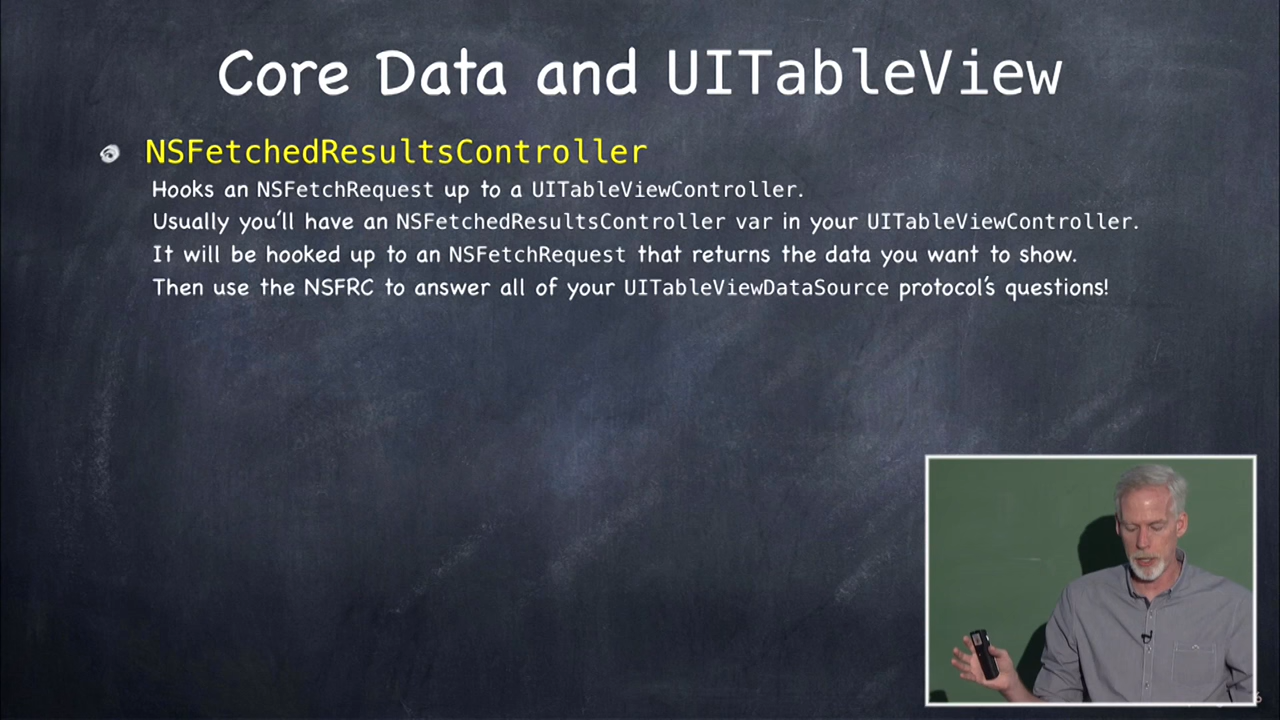 Core Data and UITableView
NSFetchedResultsController
Hooks an NSFetchRequest up to a UITableViewController.
Usually you'll have an NSFetchedResultsController var in your UITableViewController.
It will be hooked up to an NSFetchRequest that returns the data you want to show.
Then use the NSFRC to answer all of your UITableViewDataSource protocol's questions!